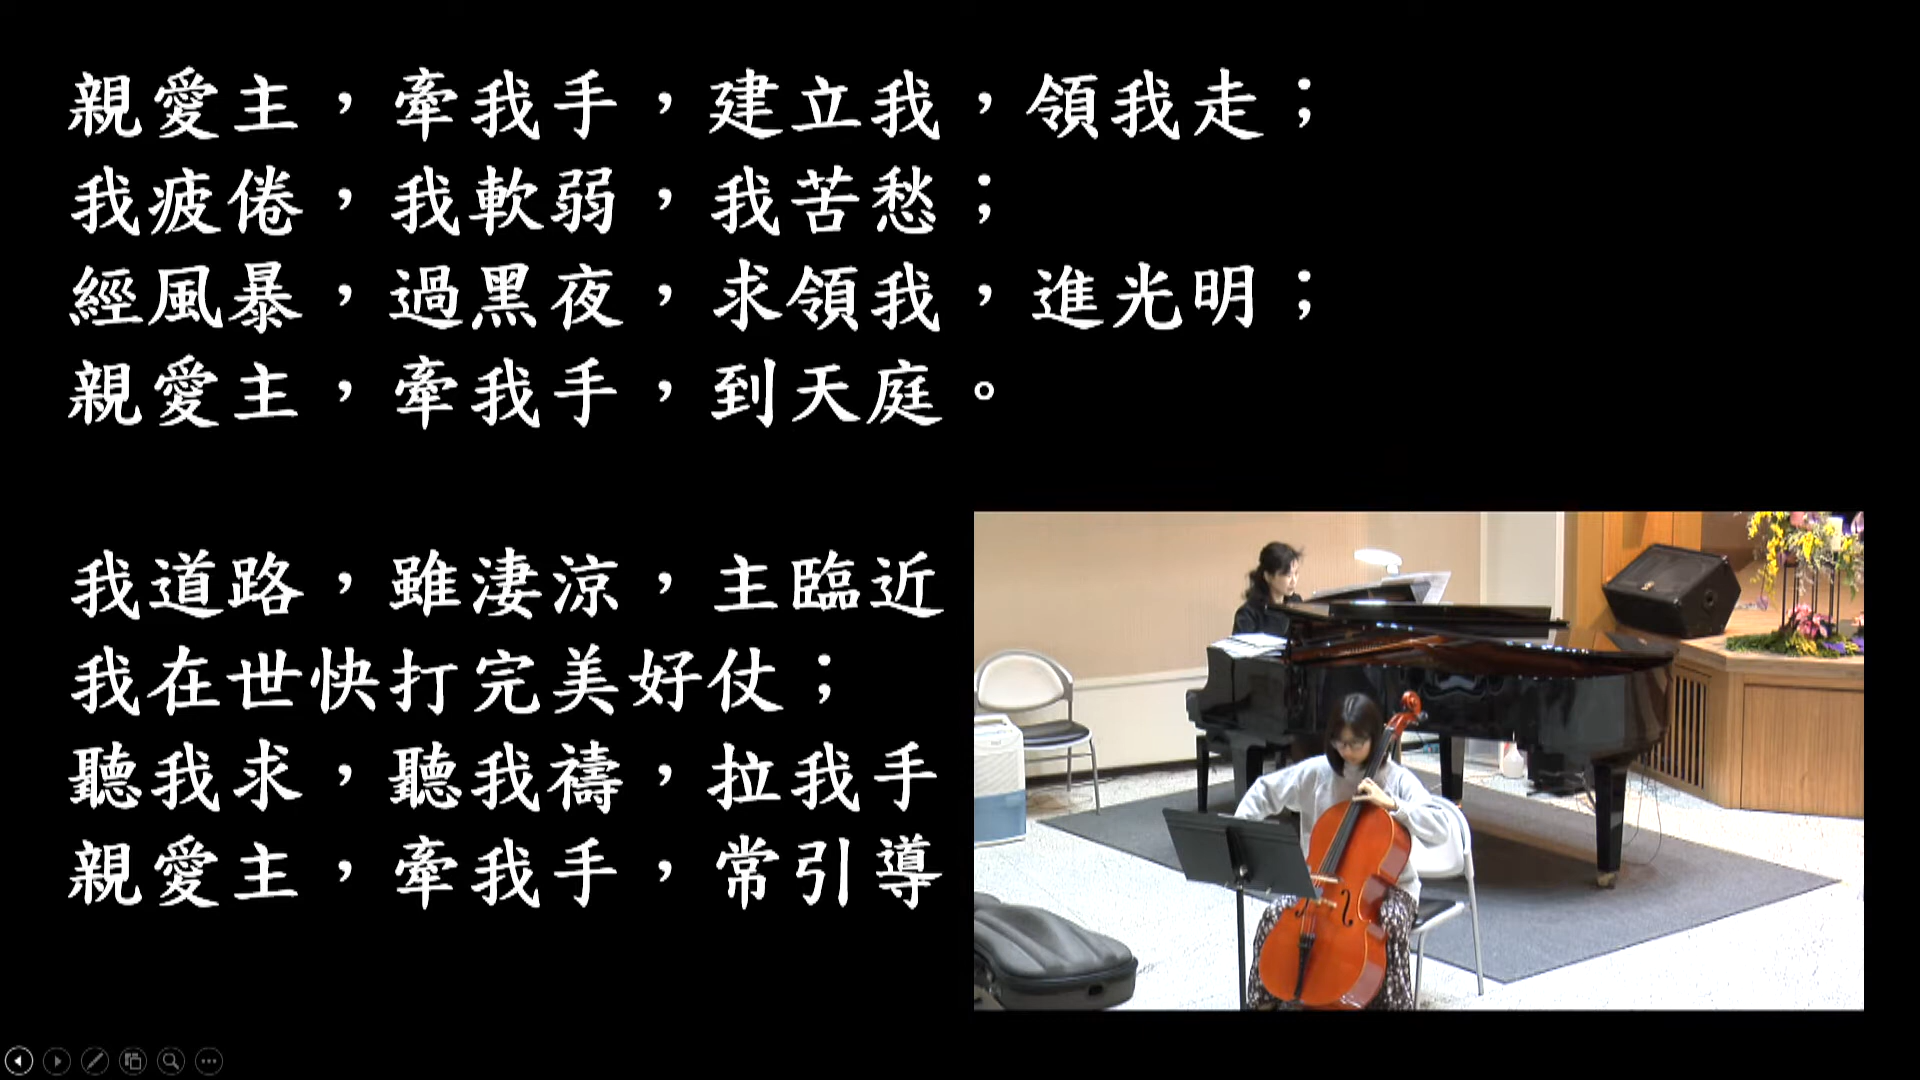 親愛主，牽我手，建立我，領我走；
我疲倦，我軟弱，我苦愁；
經風暴，過黑夜，求領我，進光明；
親愛主，牽我手，到天庭。
我道路，雖淒涼，主臨近
我在世快打完美好仗；
聽我求，聽我禱，拉我手
親愛主，牽我手，常引導